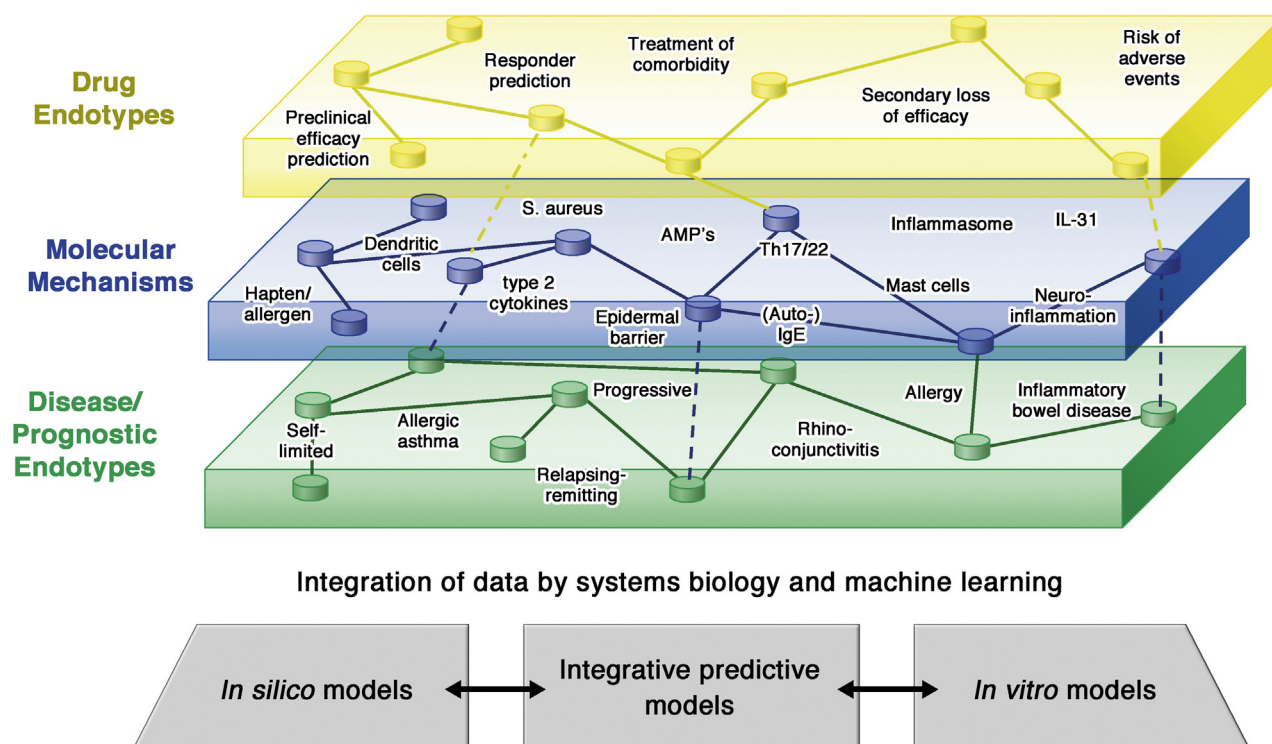 Drug
Endotypes
Preclinical
efficacy
prediction
Responder
prediction
Treatment of
comorbidity
Secondary loss
of efficacy
Risk of
adverse
events
Molecular
Mechanisms
Hapten/
allergen
Dendritic
cells
S. aureus
type 2
cytokines
AMP's
Epidermal
barrier
Th17/22
(Auto-)
IgE
Inflammasome
Mast cells
IL-31
Neuro-
inflammation
Disease/
Prognostic
Endotypes
Self-
limited
Allergic
asthma
Progressive
Relapsing-
remitting
Rhino-
conjunctivitis
Allergy
Inflammatory
bowel disease
Integration of data by systems biology and machine learning
In silico models
Integrative predictive
models
In vitro models